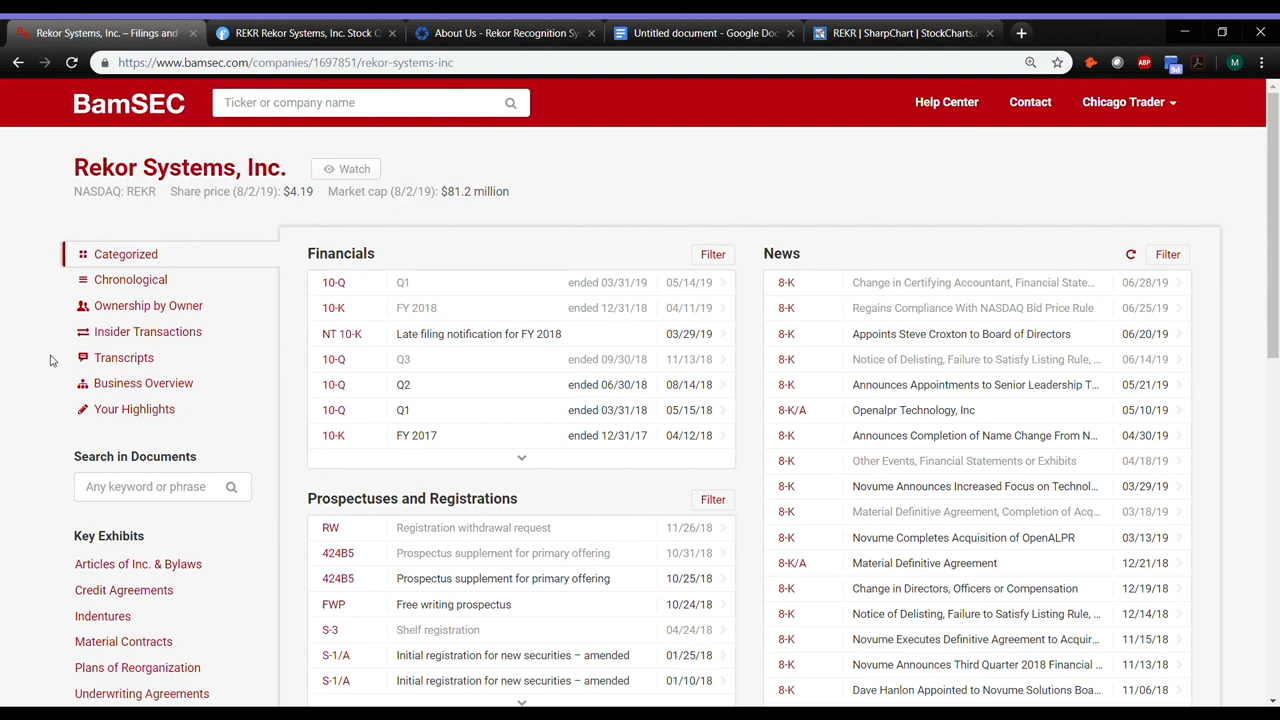 Rekor Systems, Inc. – Filings and
REKR Rekor Systems, Inc. Stock C
About Us - Rekor Recognition Sy
Untitled document - Google Doc
REKR | SharpChart | StockCharts.c
https://www.bamsec.com/companies/1697851/rekor-systems-inc
ABP
9d
M
BamSEC
Ticker or company name
Help Center
Contact
Chicago Trader
Rekor Systems, Inc.
Watch
NASDAQ: REKR Share price (8/2/19): $4.19 Market cap (8/2/19): $81.2 million
Categorized
Chronological
Ownership by Owner
Insider Transactions
Transcripts
Business Overview
Your Highlights
Search in Documents
Any keyword or phrase
Key Exhibits
Articles of Inc. & Bylaws
Credit Agreements
Indentures
Material Contracts
Plans of Reorganization
Underwriting Agreements
Financials
Filter
10-Q Q1 ended 03/31/19 05/14/19
10-K FY 2018 ended 12/31/18 04/11/19
NT 10-K Late filing notification for FY 2018 03/29/19
10-Q Q3 ended 09/30/18 11/13/18
10-Q Q2 ended 06/30/18 08/14/18
10-Q Q1 ended 03/31/18 05/15/18
10-K FY 2017 ended 12/31/17 04/12/18
Prospectuses and Registrations
Filter
RW Registration withdrawal request 11/26/18
424B5 Prospectus supplement for primary offering 10/31/18
424B5 Prospectus supplement for primary offering 10/25/18
FWP Free writing prospectus 10/24/18
S-3 Shelf registration 04/24/18
S-1/A Initial registration for new securities – amended 01/25/18
S-1/A Initial registration for new securities – amended 01/10/18
News
Filter
8-K Change in Certifying Accountant, Financial State... 06/28/19
8-K Regains Compliance With NASDAQ Bid Price Rule 06/25/19
8-K Appoints Steve Croxton to Board of Directors 06/20/19
8-K Notice of Delisting, Failure to Satisfy Listing Rule, ... 06/14/19
8-K Announces Appointments to Senior Leadership T... 05/21/19
8-K/A Openalpr Technology, Inc 05/10/19
8-K Announces Completion of Name Change From N... 04/30/19
8-K Other Events, Financial Statements or Exhibits 04/18/19
8-K Novume Announces Increased Focus on Technol... 03/29/19
8-K Material Definitive Agreement, Completion of Acq... 03/18/19
8-K Novume Completes Acquisition of OpenALPR 03/13/19
8-K/A Material Definitive Agreement 12/21/18
8-K Change in Directors, Officers or Compensation 12/19/18
8-K Notice of Delisting, Failure to Satisfy Listing Rule, ... 12/14/18
8-K Novume Executes Definitive Agreement to Acquir... 11/15/18
8-K Novume Announces Third Quarter 2018 Financial ... 11/13/18
8-K Dave Hanlon Appointed to Novume Solutions Boa... 11/06/18